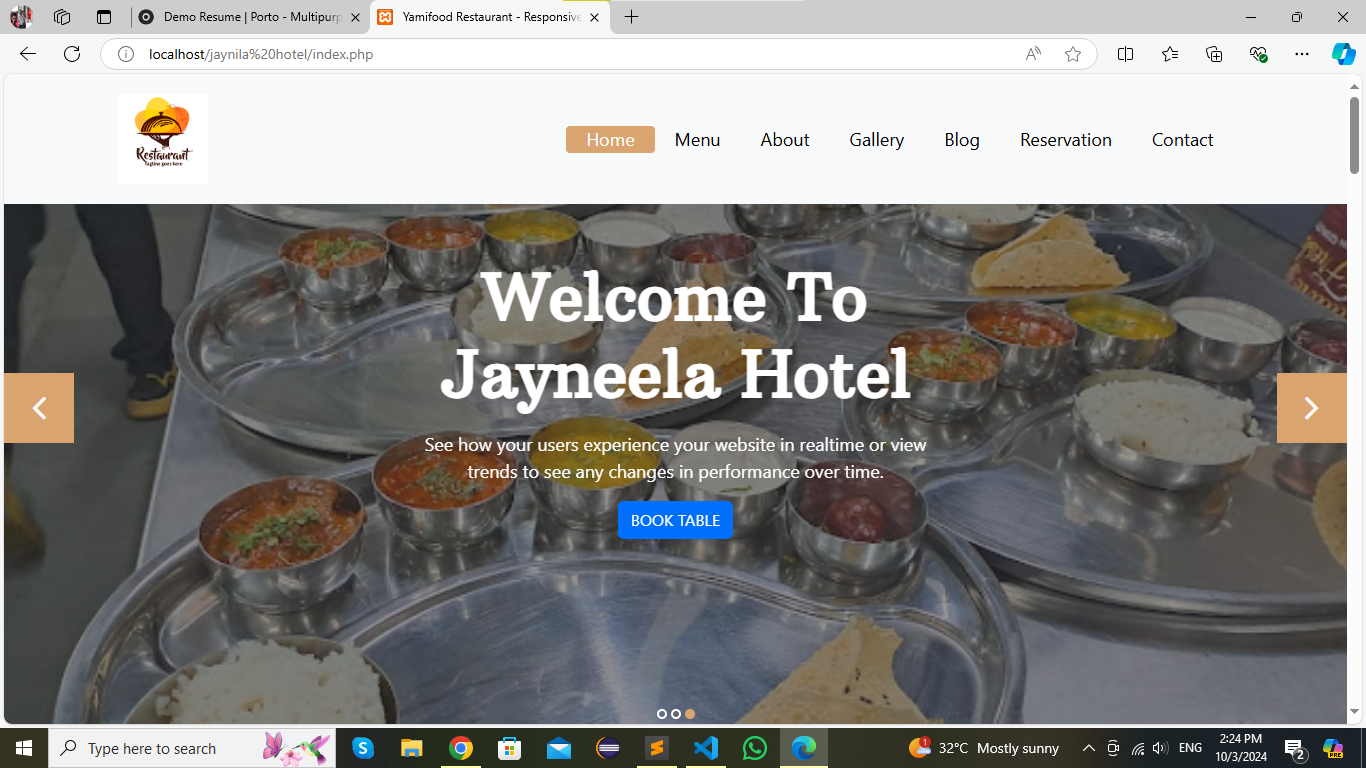 Demo Resume | Porto - Multipurp
Yamifood Restaurant - Responsive
localhost/jaynila%20hotel/index.php
Restaurant
Tagline goes here
Home Menu About Gallery Blog Reservation Contact
Welcome To
Jayneela Hotel
See how your users experience your website in realtime or view
trends to see any changes in performance over time.
BOOK TABLE
Type here to search
1
32°C Mostly sunny
ENG
2:24 PM
10/3/2024
2
PRE